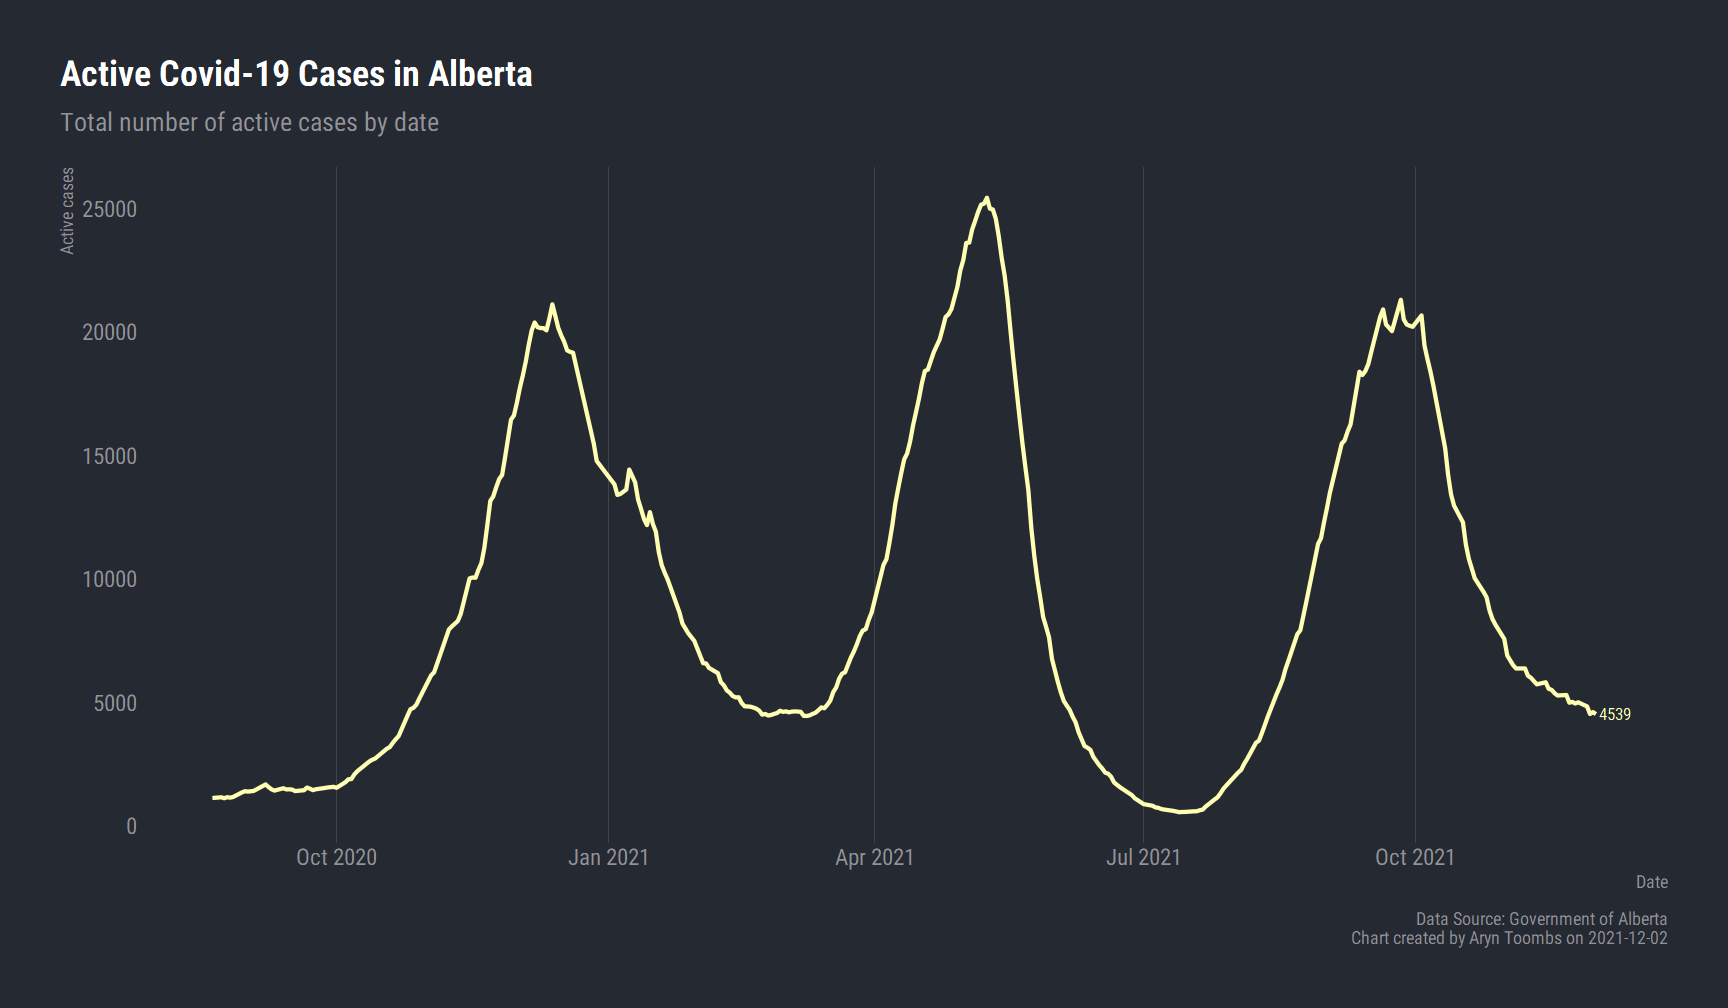 Active Covid-19 Cases in Alberta
Total number of active cases by date
Active cases
25000
20000
15000
10000
5000
0
4539
Oct 2020
Jan 2021
Apr 2021
Jul 2021
Oct 2021
Date
Data Source: Government of Alberta
Chart created by Aryn Toombs on 2021-12-02